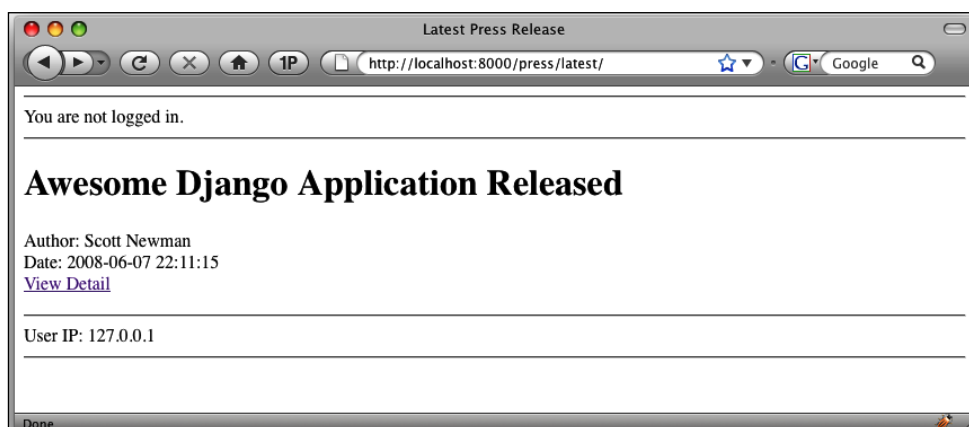 Latest Press Release
1P
http://localhost:8000/press/latest/
G
Google
You are not logged in.
Awesome Django Application Released
Author: Scott Newman
Date: 2008-06-07 22:11:15
View Detail
User IP: 127.0.0.1
Done